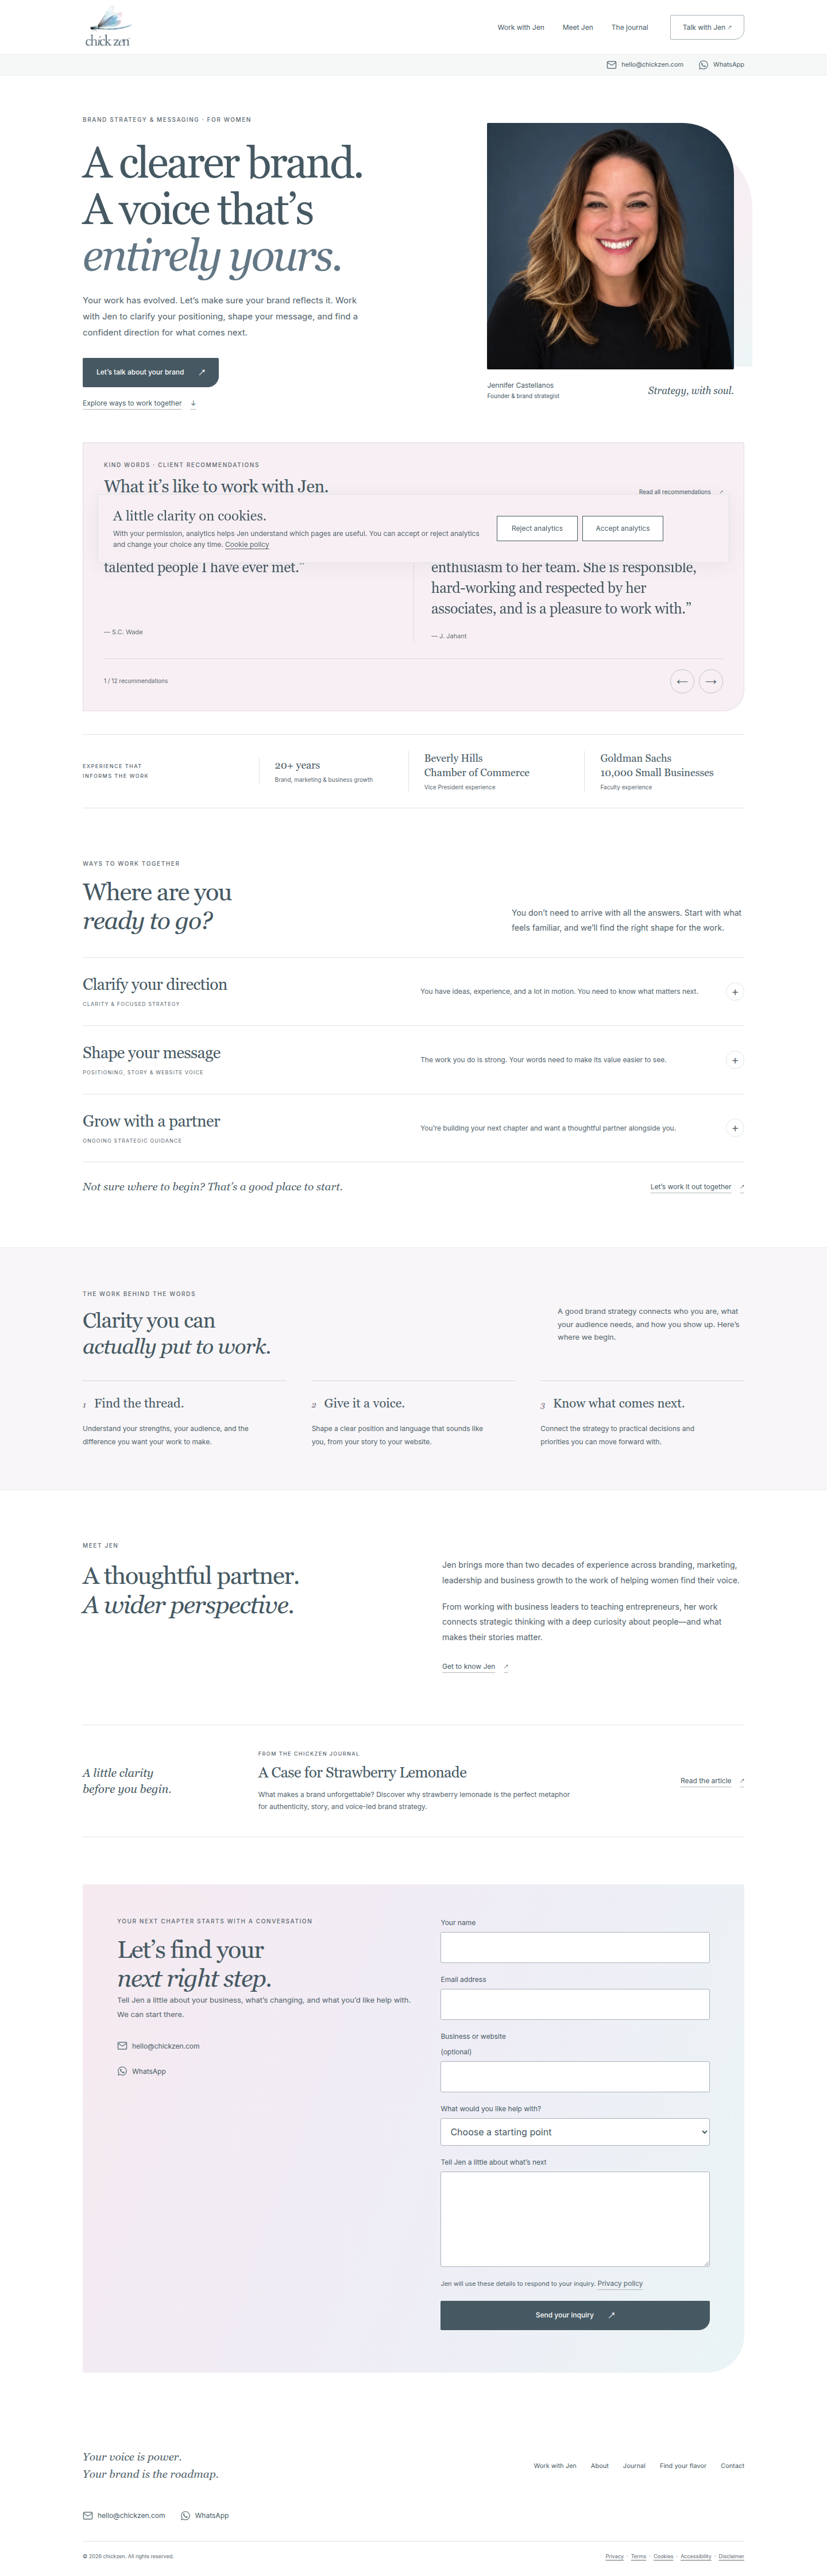 chick zen
Work with Jen
Meet Jen
The journal
Talk with Jen ↗
hello@chickzen.com
WhatsApp
BRAND STRATEGY & MESSAGING · FOR WOMEN
A clearer brand.
A voice that’s
entirely yours.
Your work has evolved. Let’s make sure your brand reflects it. Work
with Jen to clarify your positioning, shape your message, and find a
confident direction for what comes next.
Let’s talk about your brand ↗
Explore ways to work together ↓
Jennifer Castellanos
Founder & brand strategist
Strategy, with soul.
KIND WORDS · CLIENT RECOMMENDATIONS
What it’s like to work with Jen.
Read all recommendations ↗
A little clarity on cookies.
With your permission, analytics helps Jen understand which pages are useful. You can accept or reject analytics
and change your choice any time. Cookie policy
Reject analytics
Accept analytics
talented people I have ever met.”
— S.C. Wade
enthusiasm to her team. She is responsible,
hard-working and respected by her
associates, and is a pleasure to work with.”
— J. Jahant
1 / 12 recommendations
← →
EXPERIENCE THAT
INFORMS THE WORK
20+ years
Brand, marketing & business growth
Beverly Hills
Chamber of Commerce
Vice President experience
Goldman Sachs
10,000 Small Businesses
Faculty experience
WAYS TO WORK TOGETHER
Where are you
ready to go?
You don’t need to arrive with all the answers. Start with what
feels familiar, and we’ll find the right shape for the work.
Clarify your direction
CLARITY & FOCUSED STRATEGY
You have ideas, experience, and a lot in motion. You need to know what matters next.
+
Shape your message
POSITIONING, STORY & WEBSITE VOICE
The work you do is strong. Your words need to make its value easier to see.
+
Grow with a partner
ONGOING STRATEGIC GUIDANCE
You’re building your next chapter and want a thoughtful partner alongside you.
+
Not sure where to begin? That’s a good place to start.
Let’s work it out together ↗
THE WORK BEHIND THE WORDS
Clarity you can
actually put to work.
A good brand strategy connects who you are, what
your audience needs, and how you show up. Here’s
where we begin.
1 Find the thread.
Understand your strengths, your audience, and the
difference you want your work to make.
2 Give it a voice.
Shape a clear position and language that sounds like
you, from your story to your website.
3 Know what comes next.
Connect the strategy to practical decisions and
priorities you can move forward with.
MEET JEN
A thoughtful partner.
A wider perspective.
Jen brings more than two decades of experience across branding, marketing,
leadership and business growth to the work of helping women find their voice.
From working with business leaders to teaching entrepreneurs, her work
connects strategic thinking with a deep curiosity about people—and what
makes their stories matter.
Get to know Jen ↗
A little clarity
before you begin.
FROM THE CHICKZEN JOURNAL
A Case for Strawberry Lemonade
What makes a brand unforgettable? Discover why strawberry lemonade is the perfect metaphor
for authenticity, story, and voice-led brand strategy.
Read the article ↗
YOUR NEXT CHAPTER STARTS WITH A CONVERSATION
Let’s find your
next right step.
Tell Jen a little about your business, what’s changing, and what you’d like help with.
We can start there.
hello@chickzen.com
WhatsApp
Your name
Email address
Business or website
(optional)
What would you like help with?
Choose a starting point
Tell Jen a little about what’s next
Jen will use these details to respond to your inquiry. Privacy policy
Send your inquiry ↗
Your voice is power.
Your brand is the roadmap.
Work with Jen
About
Journal
Find your flavor
Contact
hello@chickzen.com
WhatsApp
© 2026 chickzen. All rights reserved.
Privacy · Terms · Cookies · Accessibility · Disclaimer